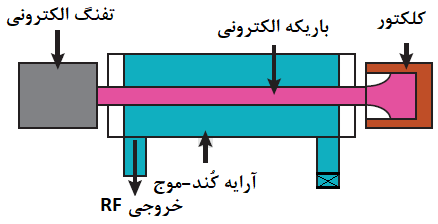 تفنگ الکترونی
باریکه الکترونی
کلکتور
آرایه کُند-موج
خروجی RF